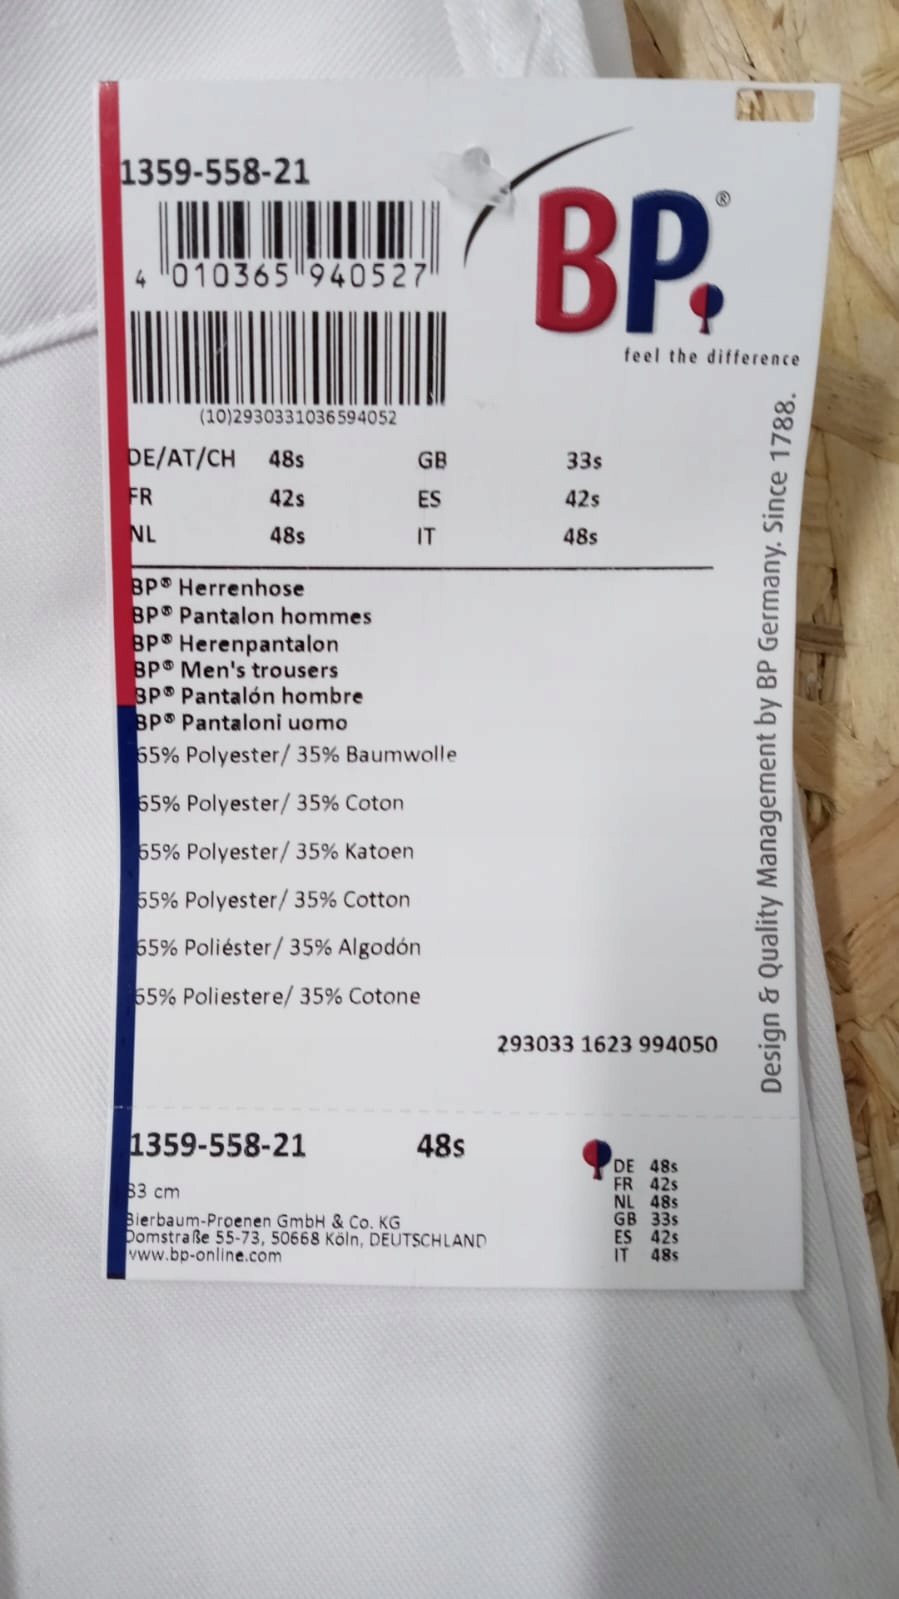 1359-558-21
4 010365 940527
(10)2930331036594052
BP.®
feel the difference
DE/AT/CH 48s GB 33s
FR 42s ES 42s
NL 48s IT 48s
BP® Herrenhose
BP® Pantalon hommes
BP® Herenpantalon
BP® Men's trousers
BP® Pantalón hombre
BP® Pantaloni uomo
65% Polyester/ 35% Baumwolle
65% Polyester/ 35% Coton
65% Polyester/ 35% Katoen
65% Polyester/ 35% Cotton
65% Poliéster/ 35% Algodón
65% Poliestere/ 35% Cotone
293033 1623 994050
Design & Quality Management by BP Germany. Since 1788.
1359-558-21 48s
83 cm
Bierbaum-Proenen GmbH & Co. KG
Domstraße 55-73, 50668 Köln, DEUTSCHLAND
www.bp-online.com
DE 48s
FR 42s
NL 48s
GB 33s
ES 42s
IT 48s